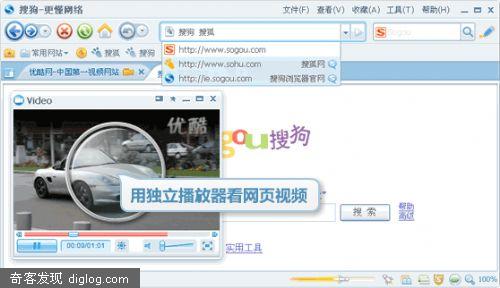 搜狗-更懂网络
文件(F) 查看(V) 收藏(A) 工具(T) 帮助(H)
搜狗 搜狐
Sogou
http://www.sogou.com
常用网站 搜狐
http://www.sohu.com 搜狐网
http://ie.sogou.com 搜狗浏览器官网
优酷网-中国第一视频网站
Video
优酷
gou搜狗
用独立播放器看网页视频
搜索
帮助
高级
00:09/01:01
实用工具
奇客发现 diglog.com
100%